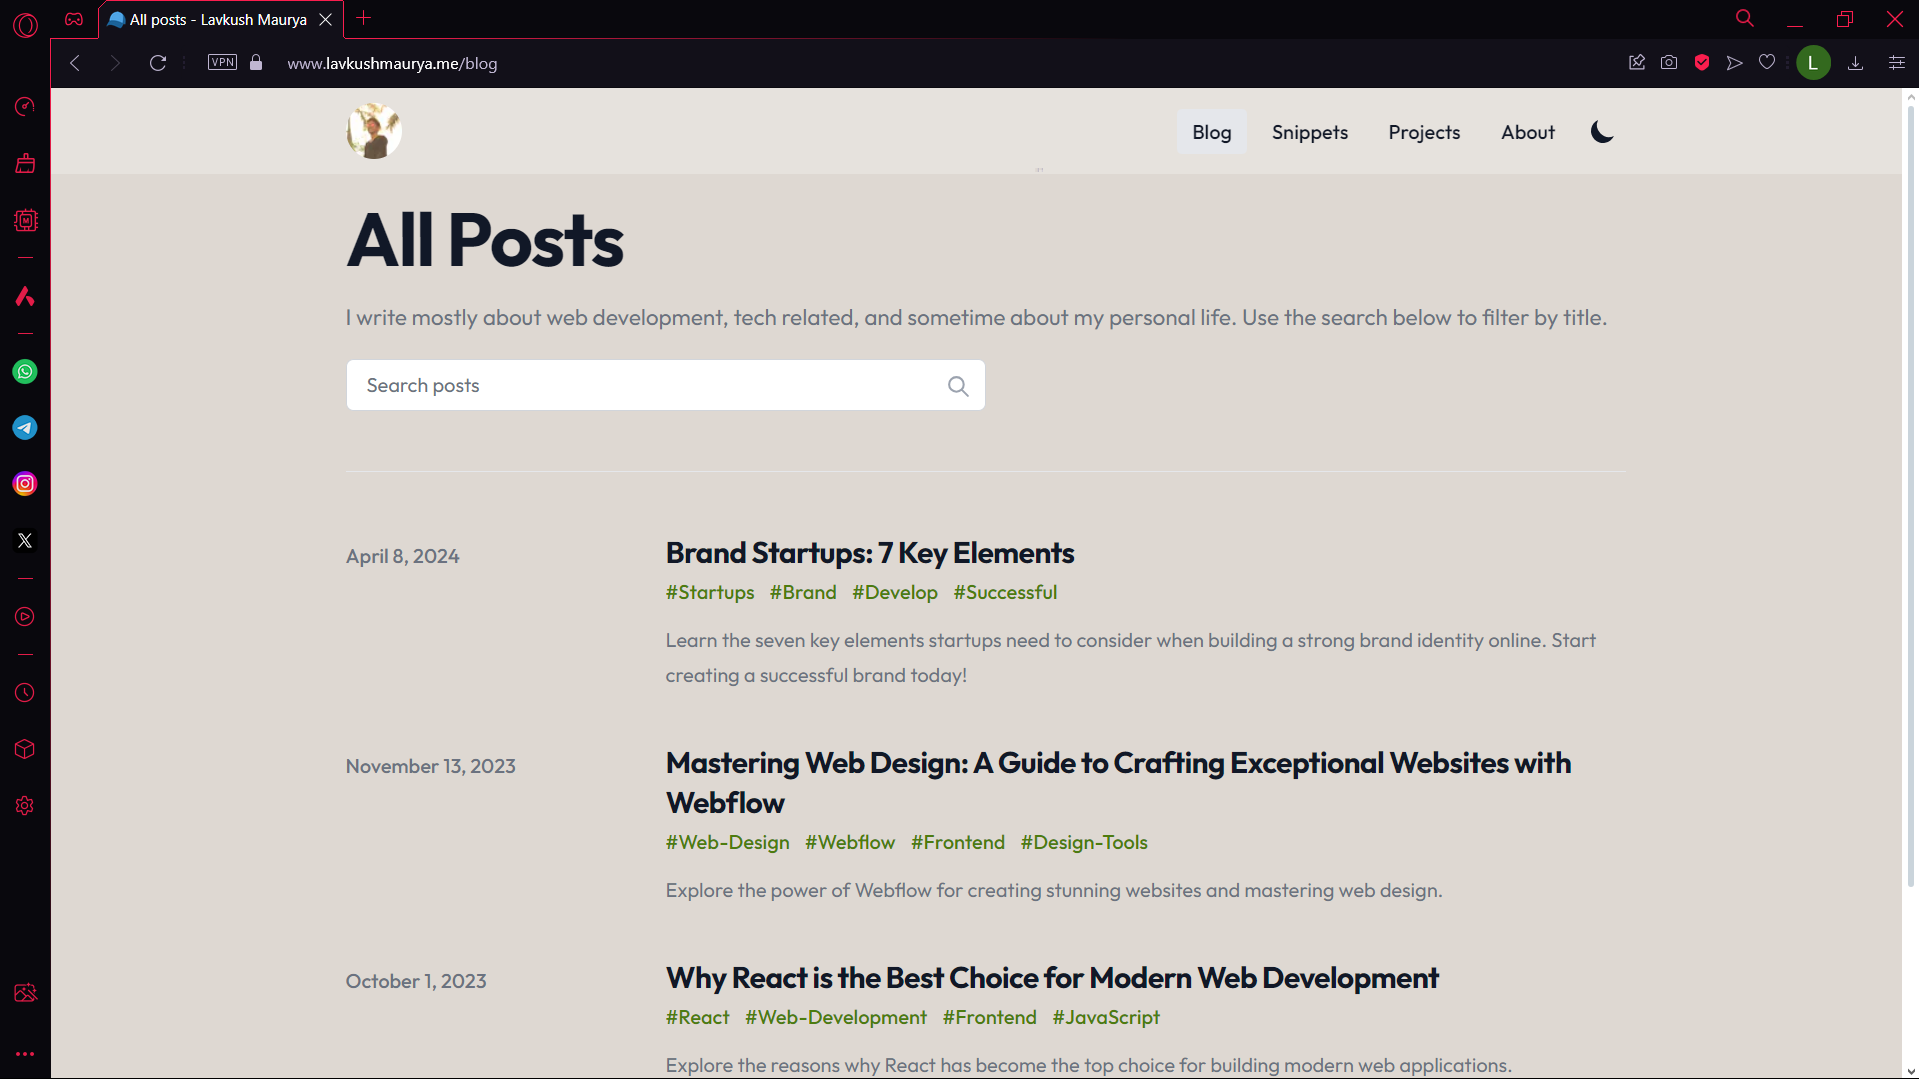 All posts - Lavkush Maurya
VPN
www.lavkushmaurya.me/blog
L
Blog
Snippets
Projects
About
All Posts
I write mostly about web development, tech related, and sometime about my personal life. Use the search below to filter by title.
Search posts
April 8, 2024
Brand Startups: 7 Key Elements
#Startups #Brand #Develop #Successful
Learn the seven key elements startups need to consider when building a strong brand identity online. Start
creating a successful brand today!
November 13, 2023
Mastering Web Design: A Guide to Crafting Exceptional Websites with
Webflow
#Web-Design #Webflow #Frontend #Design-Tools
Explore the power of Webflow for creating stunning websites and mastering web design.
October 1, 2023
Why React is the Best Choice for Modern Web Development
#React #Web-Development #Frontend #JavaScript
Explore the reasons why React has become the top choice for building modern web applications.